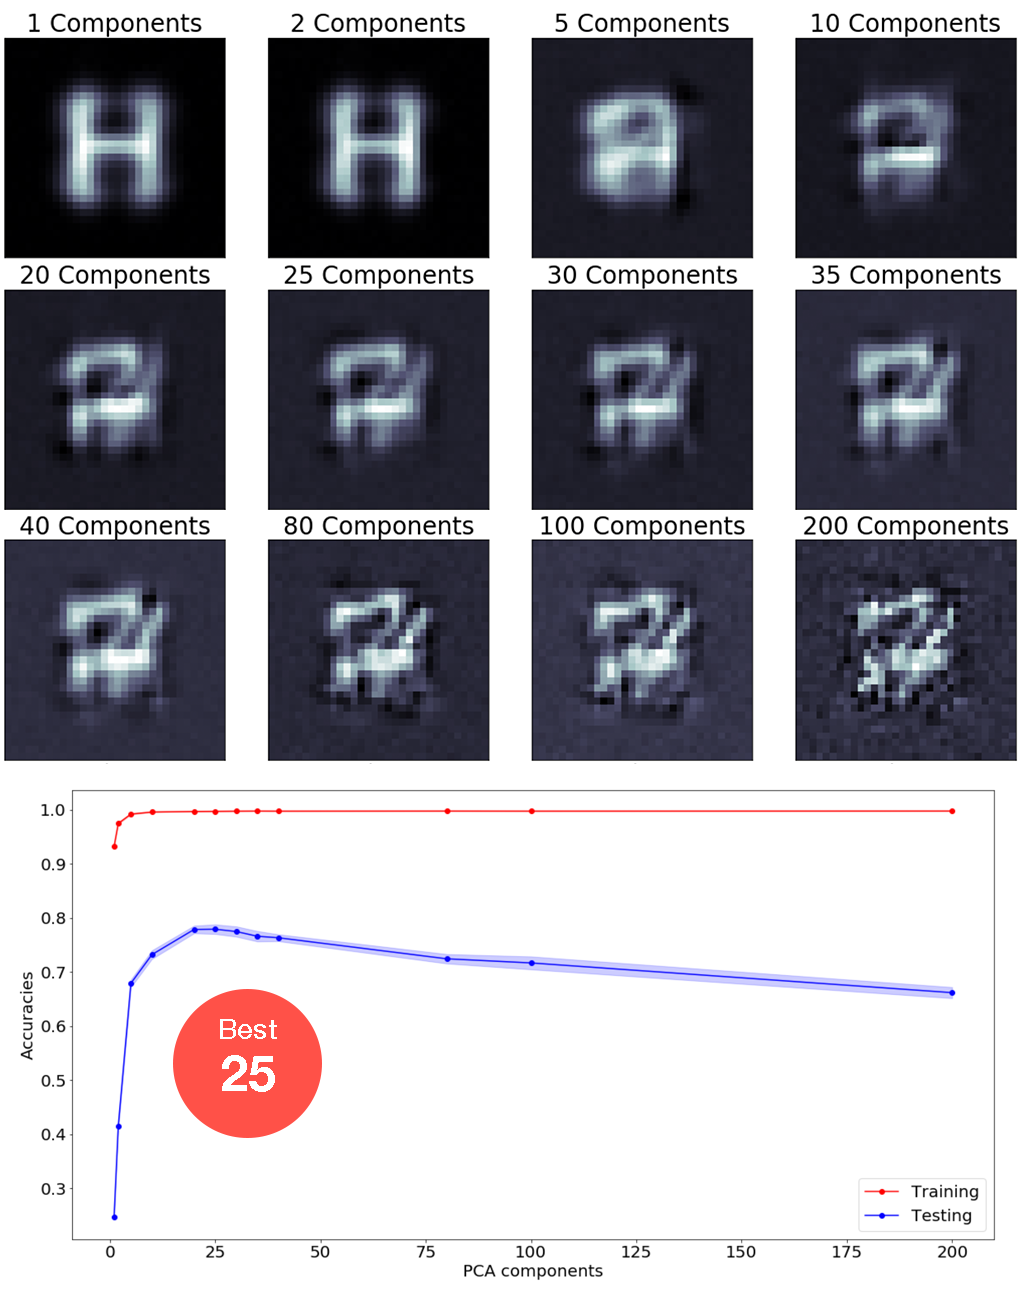 1 Components
2 Components
5 Components
10 Components
20 Components
25 Components
30 Components
35 Components
40 Components
80 Components
100 Components
200 Components
1.0
0.9
0.8
0.7
0.6
0.5
0.4
0.3
Accuracies
Best
25
Training
Testing
0
25
50
75
100
125
150
175
200
PCA components